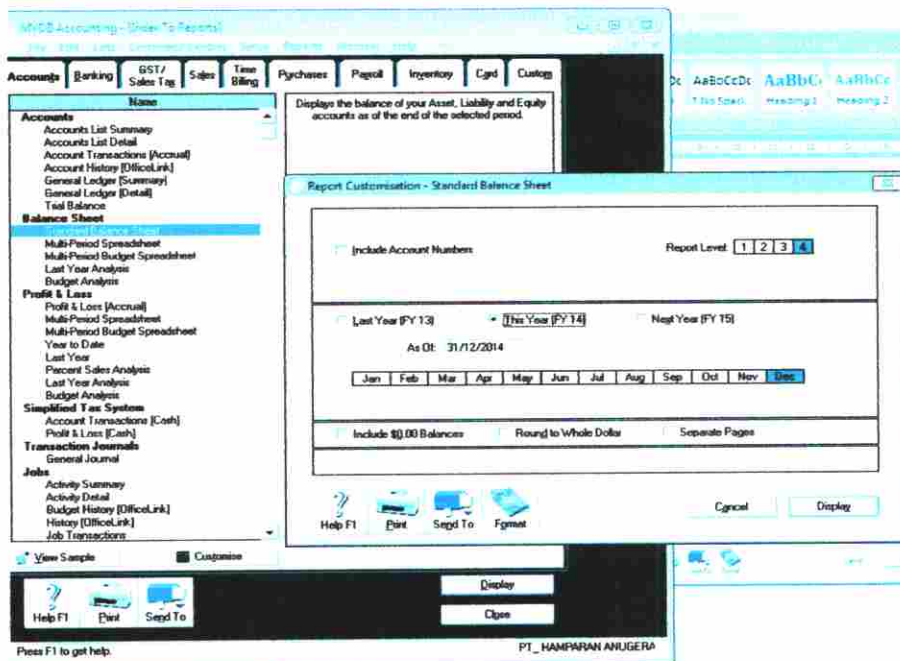 MYOB Accounting - [Index To Reports]
Accounts Banking GST/ Sales Tax Sales Time Billing Purchases Payroll Inventory Card Custom
Name
Accounts
Accounts List Summary
Accounts List Detail
Account Transactions [Accrual]
Account History [OfficeLink]
General Ledger [Summary]
General Ledger [Detail]
Trial Balance
Balance Sheet
Standard Balance Sheet
Multi-Period Spreadsheet
Multi-Period Budget Spreadsheet
Last Year Analysis
Budget Analysis
Profit & Loss
Profit & Loss [Accrual]
Multi-Period Spreadsheet
Multi-Period Budget Spreadsheet
Year to Date
Last Year
Percent Sales Analysis
Last Year Analysis
Budget Analysis
Simplified Tax System
Account Transactions [Cash]
Profit & Loss [Cash]
Transaction Journals
General Journal
Jobs
Activity Summary
Activity Detail
Budget History [OfficeLink]
History [OfficeLink]
Job Transactions
View Sample Customise
Displays the balance of your Asset, Liability and Equity
accounts as of the end of the selected period.
AaBbCcDc AaBbC AaBbCc
Heading 1 Heading 2
Report Customisation - Standard Balance Sheet
Include Account Numbers Report Level: 1 2 3 4
Last Year (FY 13) This Year (FY 14) Next Year (FY 15)
As Of: 31/12/2014
Jan Feb Mar Apr May Jun Jul Aug Sep Oct Nov Dec
Include $0.00 Balances Round to Whole Dollar Separate Pages
Help F1 Print Send To Format Cancel Display
Display
Help F1 Print Send To Close
Press F1 to get help. PT_ HAMPARAN ANUGERA